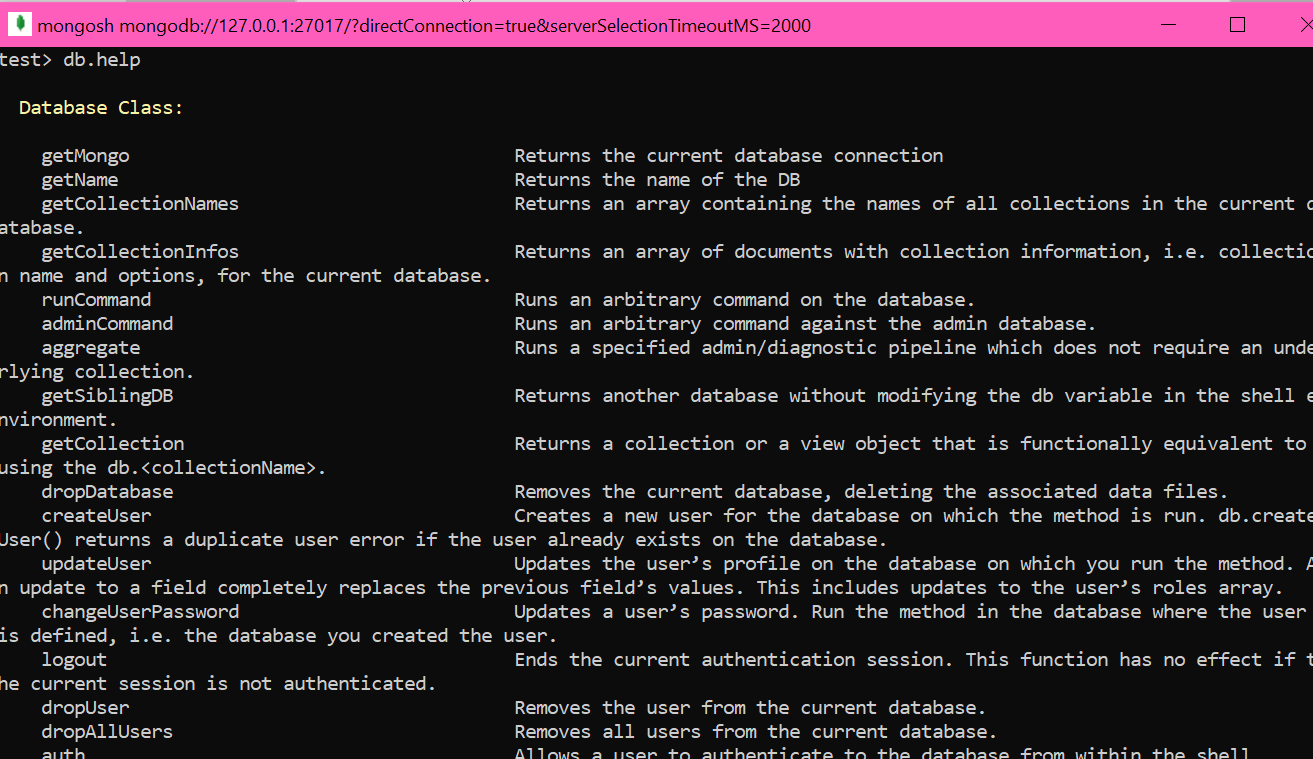 mongosh mongodb://127.0.0.1:27017/?directConnection=true&serverSelectionTimeoutMS=2000
test> db.help
Database Class:
getMongo Returns the current database connection
getName Returns the name of the DB
getCollectionNames Returns an array containing the names of all collections in the current d
atabase.
getCollectionInfos Returns an array of documents with collection information, i.e. collectio
n name and options, for the current database.
runCommand Runs an arbitrary command on the database.
adminCommand Runs an arbitrary command against the admin database.
aggregate Runs a specified admin/diagnostic pipeline which does not require an unde
rlying collection.
getSiblingDB Returns another database without modifying the db variable in the shell e
nvironment.
getCollection Returns a collection or a view object that is functionally equivalent to
using the db.<collectionName>.
dropDatabase Removes the current database, deleting the associated data files.
createUser Creates a new user for the database on which the method is run. db.create
User() returns a duplicate user error if the user already exists on the database.
updateUser Updates the user’s profile on the database on which you run the method. A
n update to a field completely replaces the previous field’s values. This includes updates to the user’s roles array.
changeUserPassword Updates a user’s password. Run the method in the database where the user
is defined, i.e. the database you created the user.
logout Ends the current authentication session. This function has no effect if t
he current session is not authenticated.
dropUser Removes the user from the current database.
dropAllUsers Removes all users from the current database.
auth Allows a user to authenticate to the database from within the shell